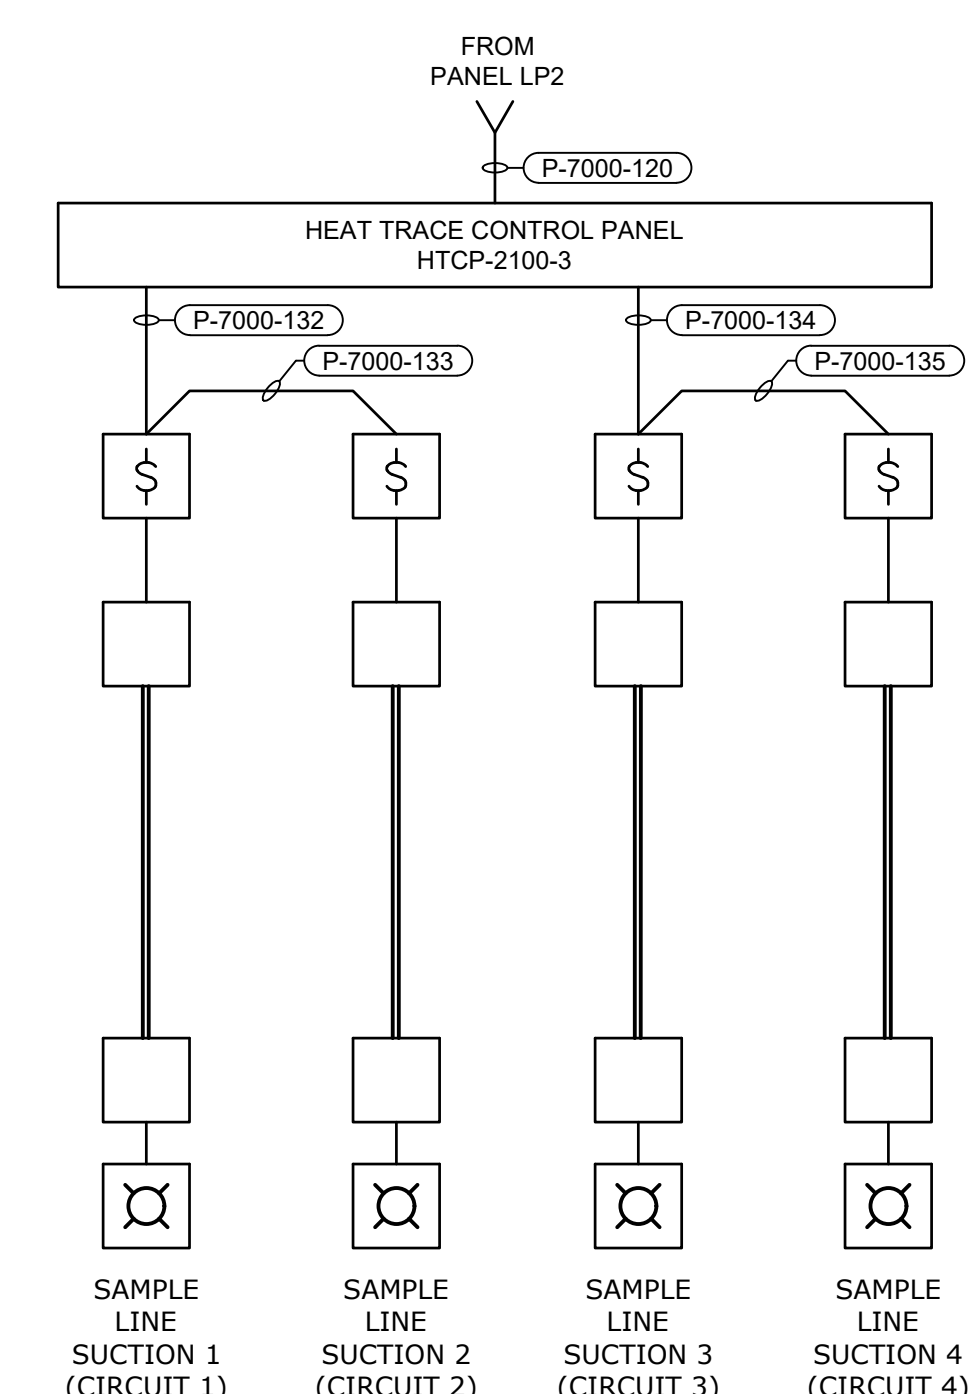 FROM
PANEL LP2
P-7000-120
HEAT TRACE CONTROL PANEL
HTCP-2100-3
P-7000-132
P-7000-134
P-7000-133
P-7000-135
S
S
S
S
SAMPLE
LINE
SUCTION 1
(CIRCUIT 1)
SAMPLE
LINE
SUCTION 2
(CIRCUIT 2)
SAMPLE
LINE
SUCTION 3
(CIRCUIT 3)
SAMPLE
LINE
SUCTION 4
(CIRCUIT 4)